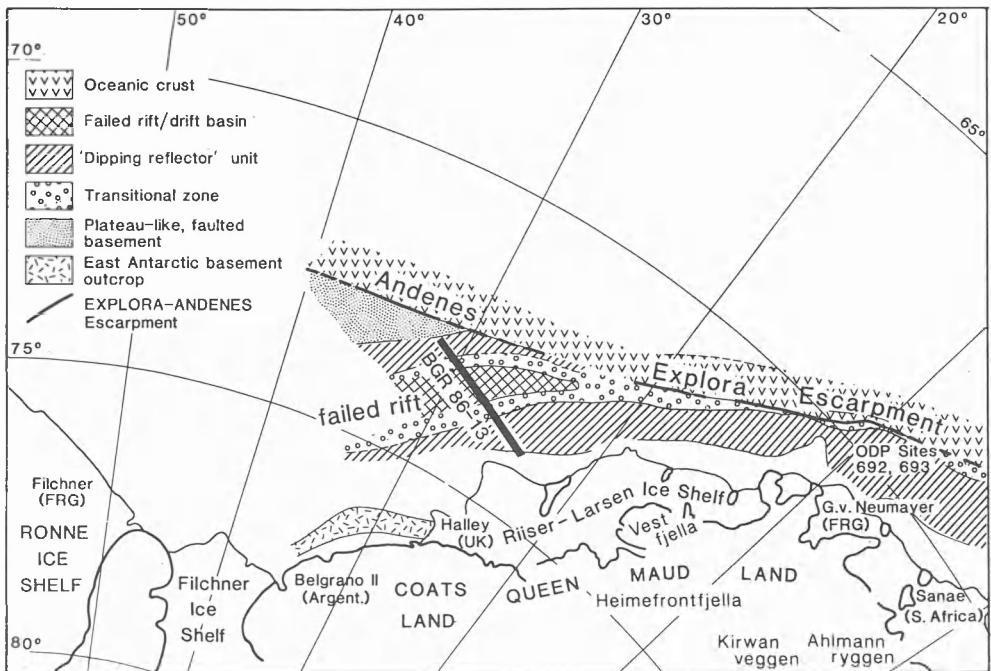 50°
40°
30°
20°
70°
65°
75°
80°
Oceanic crust
Failed rift/drift basin
'Dipping reflector' unit
Transitional zone
Plateau-like, faulted
basement
East Antarctic basement
outcrop
EXPLORA-ANDENES
Escarpment
Andenes
Explora Escarpment
BGR 86-13
failed rift
ODP Sites
692, 693
Filchner
(FRG)
RONNE
ICE
SHELF
Filchner
Ice
Shelf
Belgrano II
(Argent.)
Halley
(UK)
Riiser-Larsen Ice Shelf
Vest
fjella
G.v. Neumayer
(FRG)
COATS
LAND
QUEEN MAUD LAND
Heimefrontfjella
Sanae
(S. Africa)
Kirwan
veggen
Ahlmann
ryggen